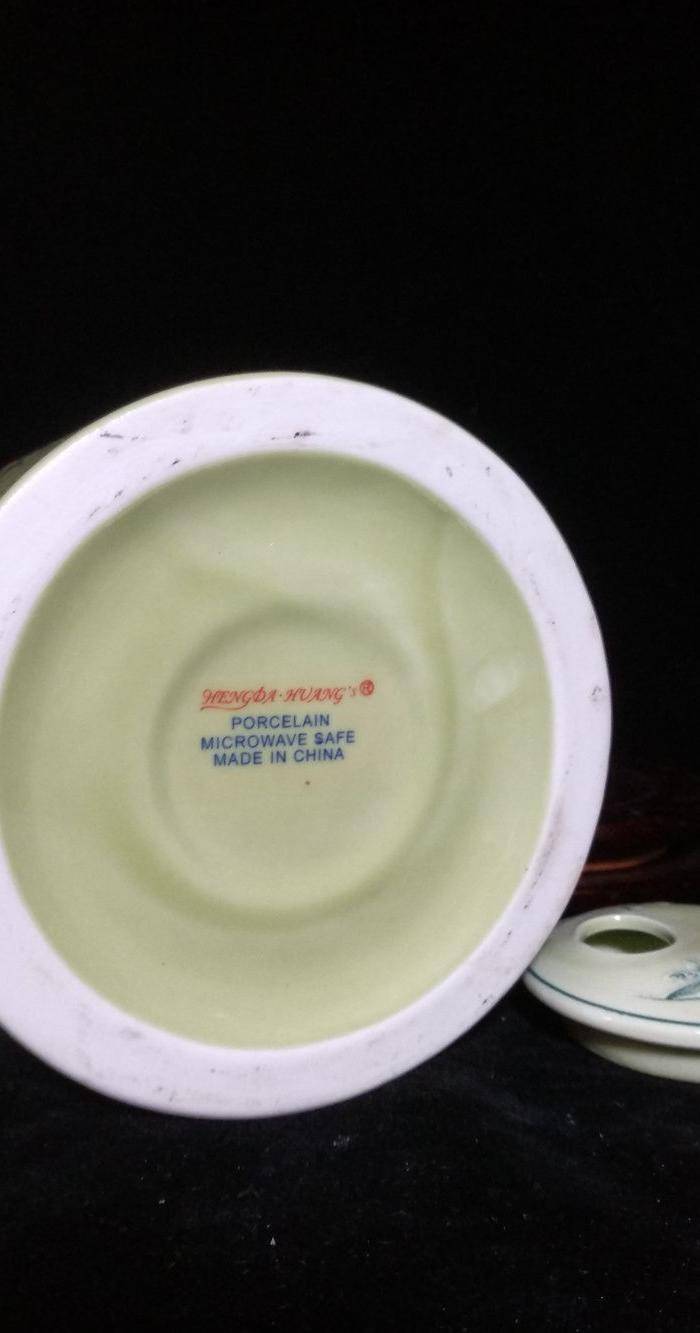 HENGDA·HUANG'S®
PORCELAIN
MICROWAVE SAFE
MADE IN CHINA